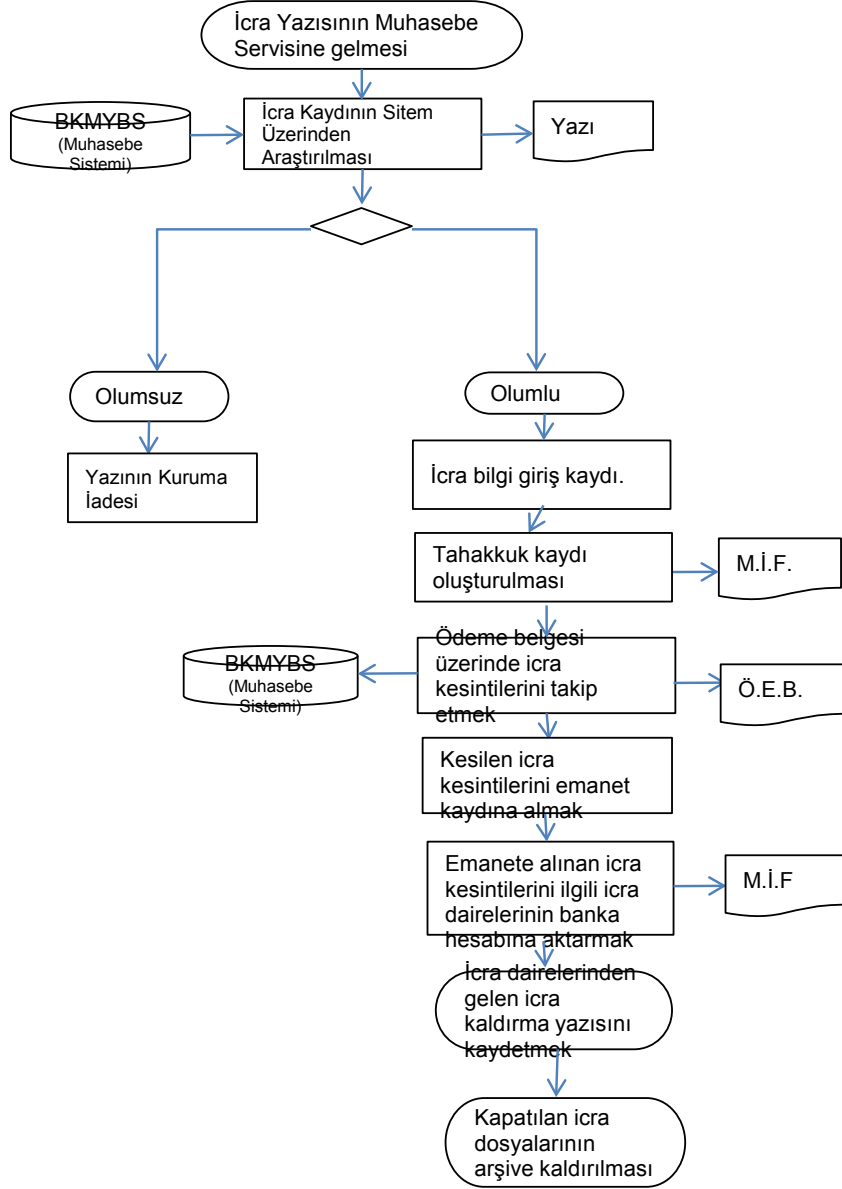 İcra Yazısının Muhasebe
Servisine gelmesi
BKMYBS
(Muhasebe
Sistemi)
İcra Kaydının Sitem
Üzerinden
Araştırılması
Yazı
Olumsuz
Olumlu
Yazının Kuruma
İadesi
İcra bilgi giriş kaydı.
Tahakkuk kaydı
oluşturulması
M.İ.F.
BKMYBS
(Muhasebe
Sistemi)
Ödeme belgesi
üzerinde icra
kesintilerini takip
etmek
Ö.E.B.
Kesilen icra
kesintilerini emanet
kaydına almak
Emanete alınan icra
kesintilerini ilgili icra
dairelerinin banka
hesabına aktarmak
M.İ.F
İcra dairelerinden
gelen icra
kaldırma yazısını
kaydetmek
Kapatılan icra
dosyalarının
arşive kaldırılması